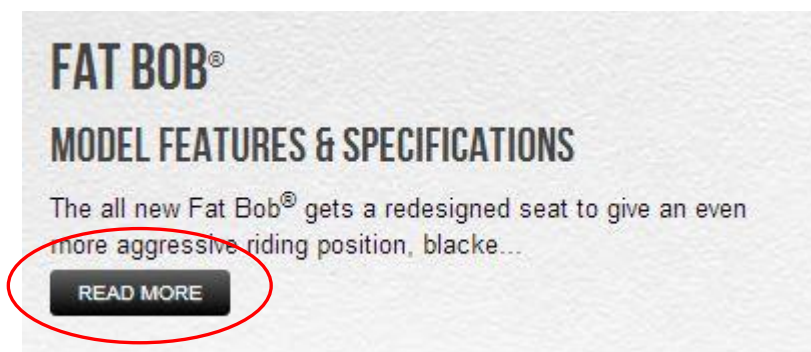 FAT BOB®
MODEL FEATURES & SPECIFICATIONS
The all new Fat Bob® gets a redesigned seat to give an even
more aggressive riding position, blacke...
READ MORE